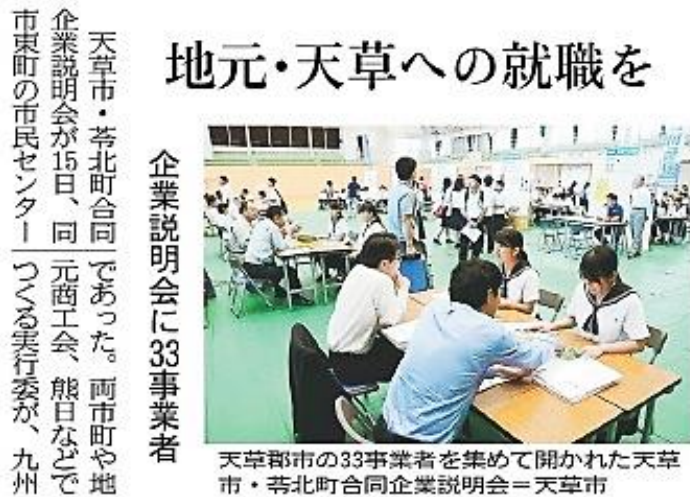 地元・天草への就職を
企業説明会に33事業者
天草市・苓北町合同
企業説明会が15日、同
市東町の市民センター
であった。両市町や地
元商工会、熊日などで
つくる実行委が、九州
天草郡市の33事業者を集めて開かれた天草
市・苓北町合同企業説明会＝天草市